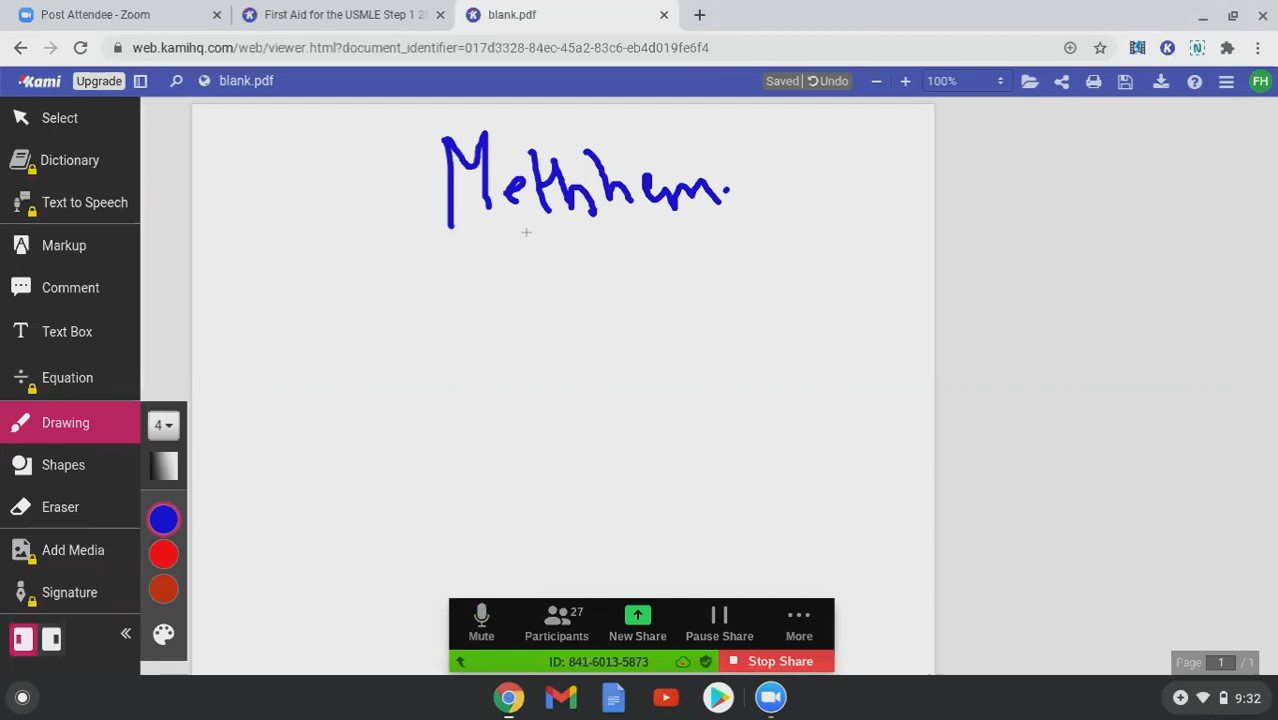 Post Attendee - Zoom
First Aid for the USMLE Step 1 2
blank.pdf
web.kamihq.com/web/viewer.html?document_identifier=017d3328-84ec-45a2-83c6-eb4d019fe6f4
Kami Upgrade blank.pdf Saved Undo 100% FH
Select
Dictionary
Text to Speech
Markup
Comment
Text Box
Equation
Drawing
4
Shapes
Eraser
Add Media
Signature
Methhem.
27
Mute Participants New Share Pause Share More
ID: 841-6013-5873 Stop Share
Page 1 / 1
9:32